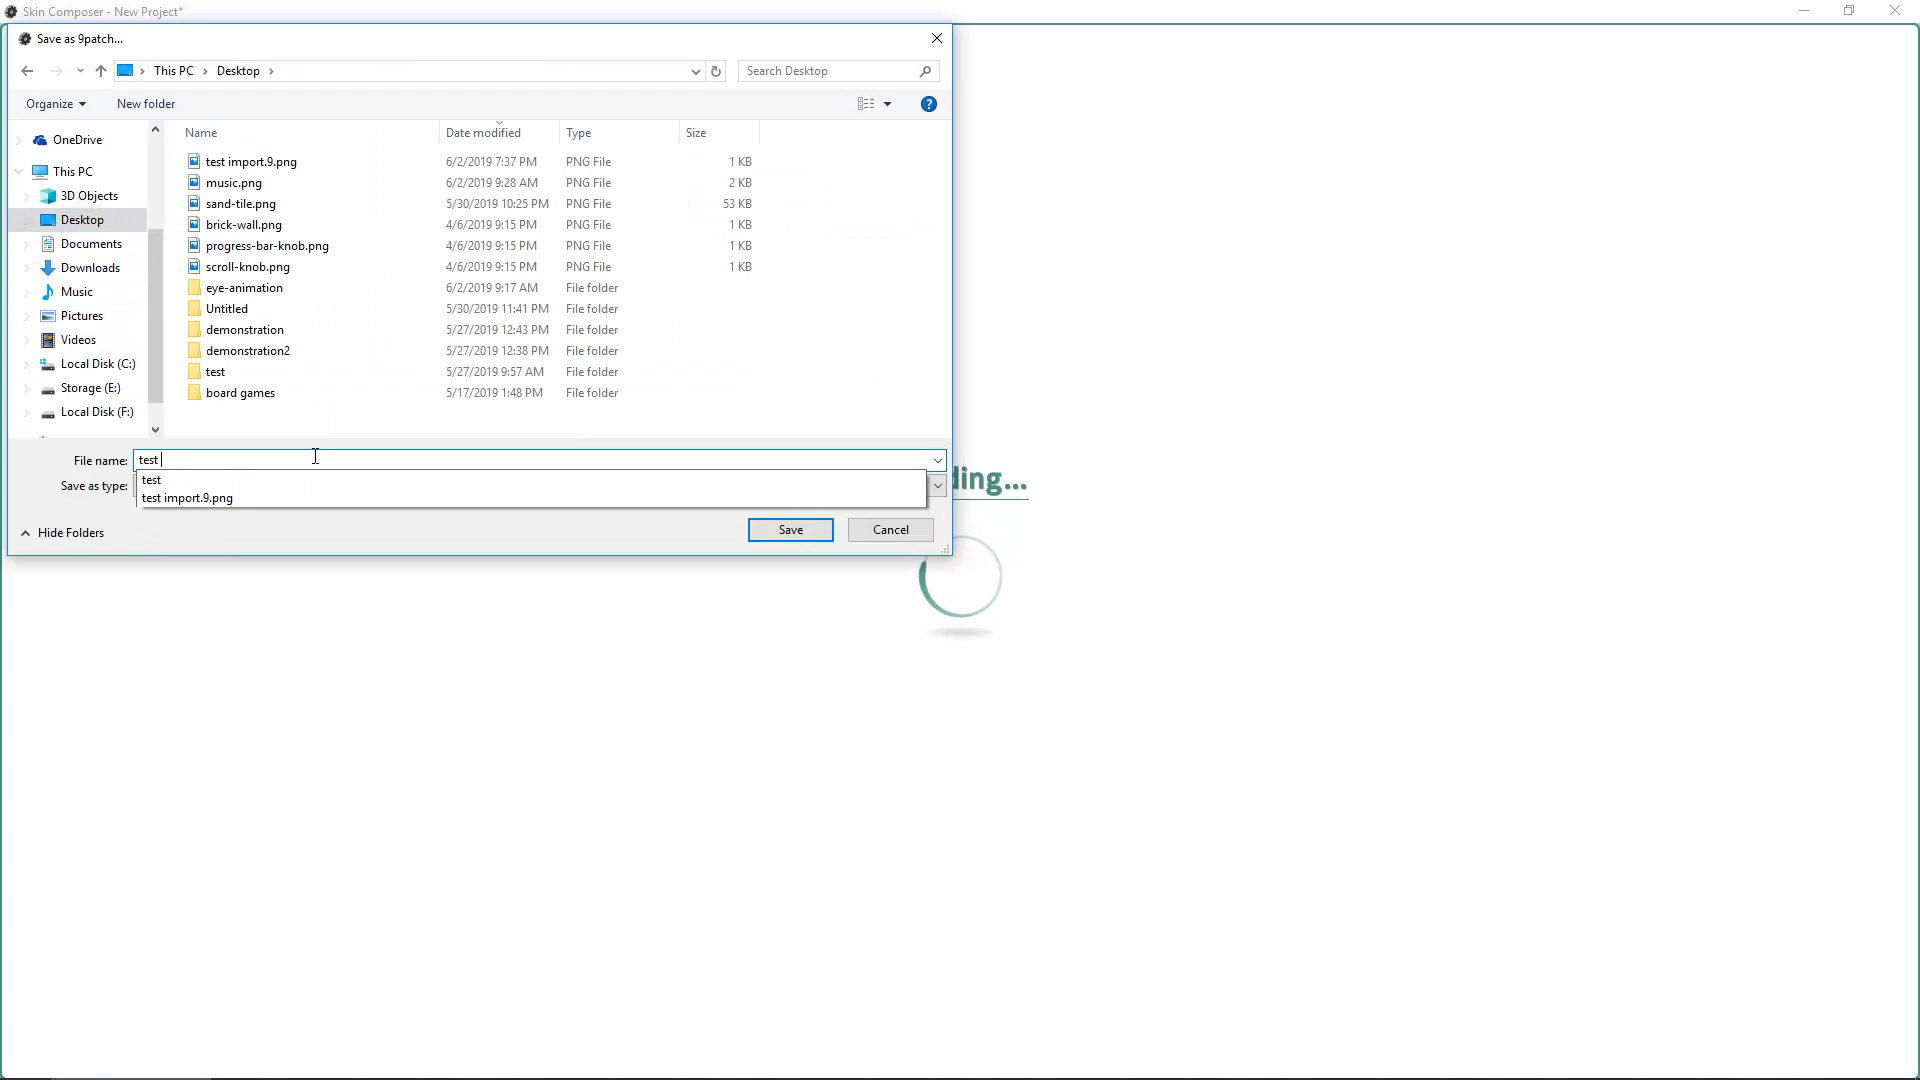 Skin Composer - New Project*
Save as 9patch...
This PC
Desktop
Search Desktop
Organize
New folder
?
OneDrive
This PC
3D Objects
Desktop
Documents
Downloads
Music
Pictures
Videos
Local Disk (C:)
Storage (E:)
Local Disk (F:)
Name Date modified Type Size
test import.9.png 6/2/2019 7:37 PM PNG File 1 KB
music.png 6/2/2019 9:28 AM PNG File 2 KB
sand-tile.png 5/30/2019 10:25 PM PNG File 53 KB
brick-wall.png 4/6/2019 9:15 PM PNG File 1 KB
progress-bar-knob.png 4/6/2019 9:15 PM PNG File 1 KB
scroll-knob.png 4/6/2019 9:15 PM PNG File 1 KB
eye-animation 6/2/2019 9:17 AM File folder
Untitled 5/30/2019 11:41 PM File folder
demonstration 5/27/2019 12:43 PM File folder
demonstration2 5/27/2019 12:38 PM File folder
test 5/27/2019 9:57 AM File folder
board games 5/17/2019 1:48 PM File folder
File name: test
test
Save as type:
test import.9.png
ding...
Hide Folders
Save
Cancel